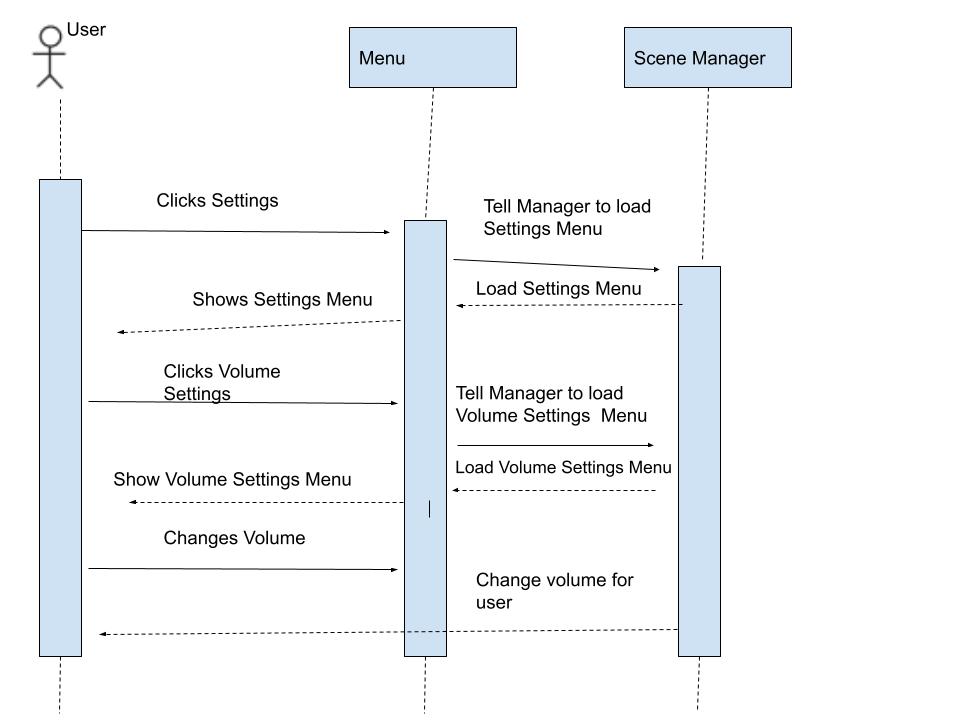 User
Menu
Scene Manager
Clicks Settings
Tell Manager to load
Settings Menu
Load Settings Menu
Shows Settings Menu
Clicks Volume
Settings
Tell Manager to load
Volume Settings  Menu
Load Volume Settings Menu
Show Volume Settings Menu
Changes Volume
Change volume for
user